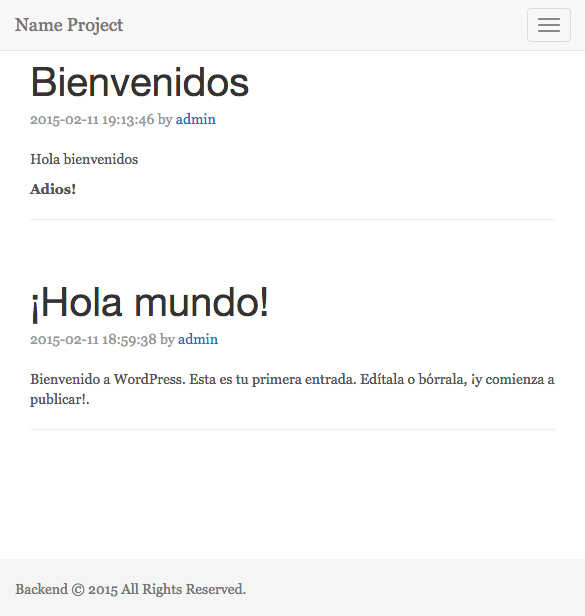 Name Project
Bienvenidos
2015-02-11 19:13:46 by admin
Hola bienvenidos
Adios!
¡Hola mundo!
2015-02-11 18:59:38 by admin
Bienvenido a WordPress. Esta es tu primera entrada. Edítala o bórrala, ¡y comienza a
publicar!.
Backend © 2015 All Rights Reserved.